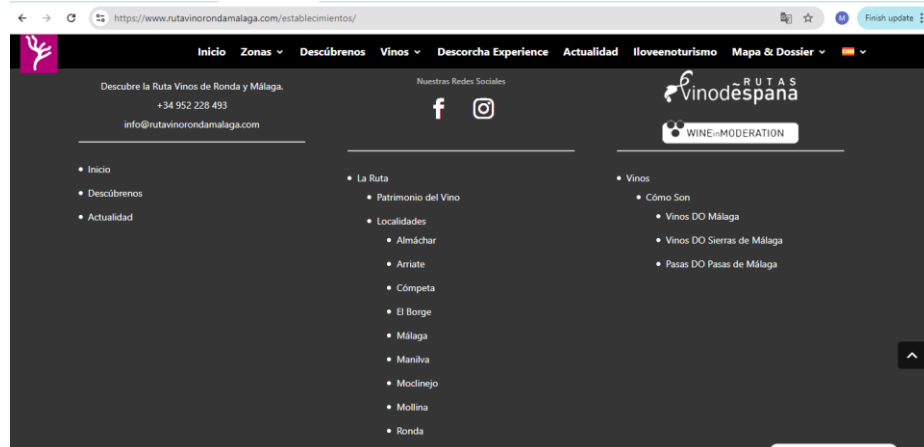 https://www.rutavinorondamalaga.com/establecimientos/
M
Finish update
Inicio Zonas Descúbrenos Vinos Descorcha Experience Actualidad Iloveenoturismo Mapa & Dossier
Descubre la Ruta Vinos de Ronda y Málaga.
+34 952 228 493
info@rutavinorondamalaga.com
Inicio
Descúbrenos
Actualidad
Nuestras Redes Sociales
La Ruta
Patrimonio del Vino
Localidades
Almáchar
Arriate
Cómpeta
El Borge
Málaga
Manilva
Moclinejo
Mollina
Ronda
RUTAS
vinodespaña
WINEinMODERATION
Vinos
Cómo Son
Vinos DO Málaga
Vinos DO Sierras de Málaga
Pasas DO Pasas de Málaga